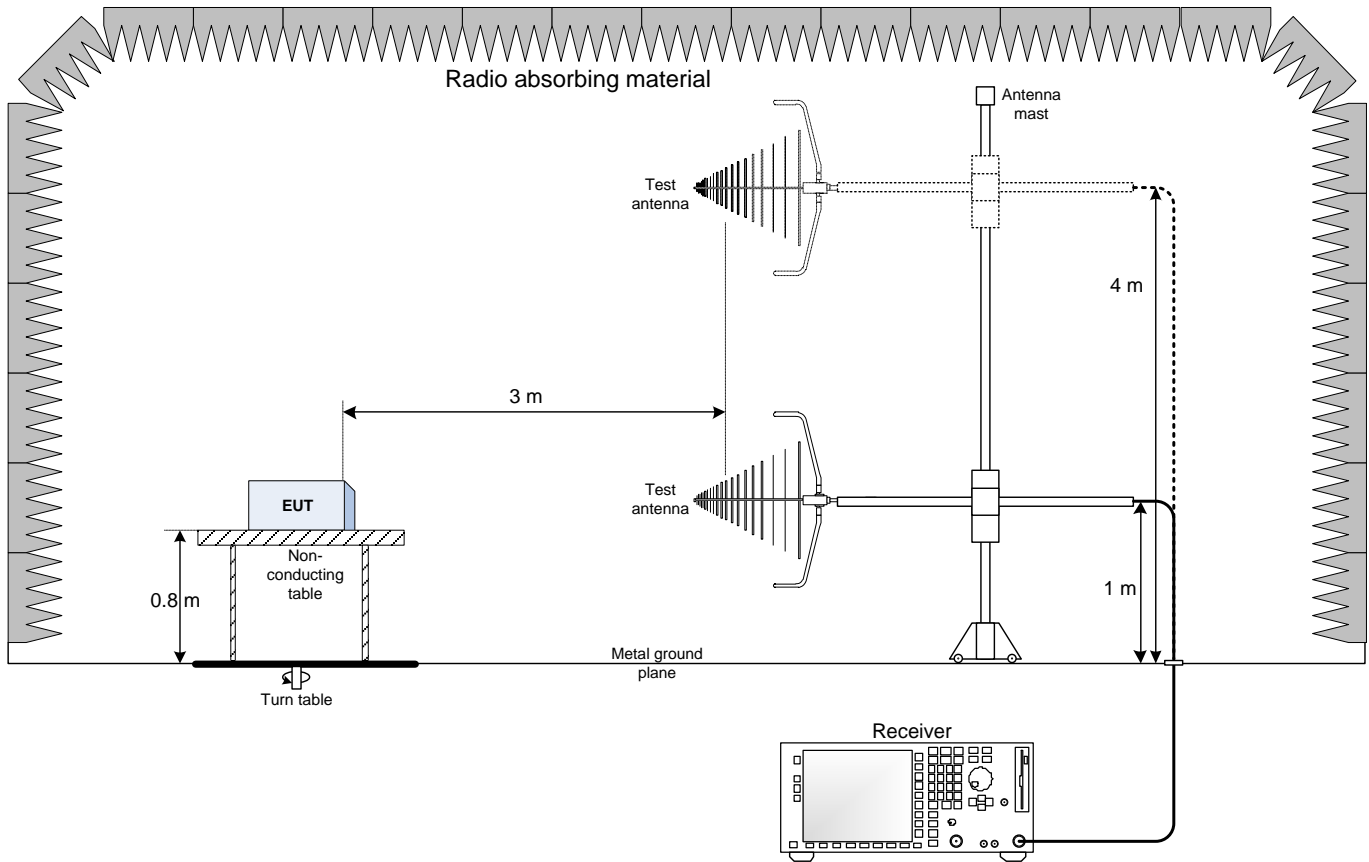 Radio absorbing material
Antenna
mast
Test
antenna
4 m
3 m
Test
antenna
EUT
Non-
conducting
table
0.8 m
1 m
Metal ground
plane
Turn table
Receiver